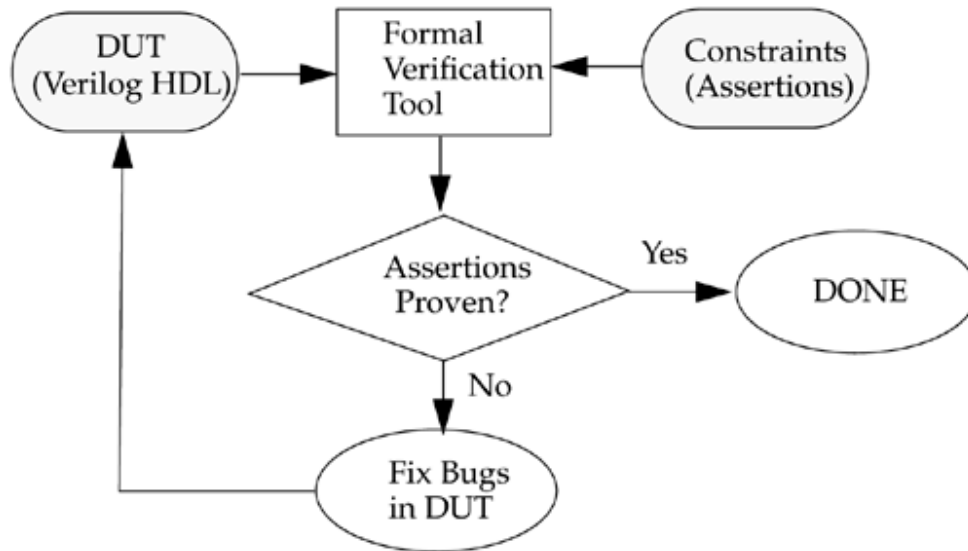 DUT
(Verilog HDL)
Formal
Verification
Tool
Constraints
(Assertions)
Assertions
Proven?
Yes
DONE
No
Fix Bugs
in DUT